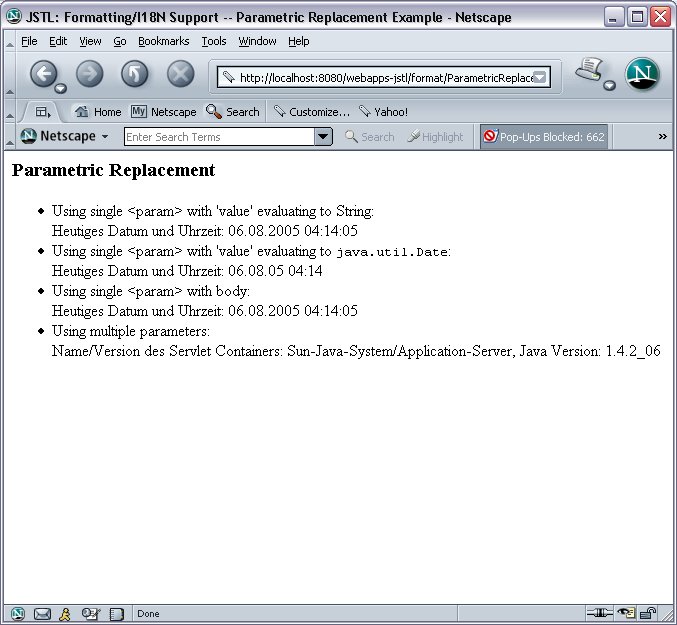 JSTL: Formatting/I18N Support -- Parametric Replacement Example - Netscape
File Edit View Go Bookmarks Tools Window Help
http://localhost:8080/webapps-jstl/format/ParametricReplace
Home My Netscape Search Customize... Yahoo!
Netscape Enter Search Terms Search Highlight Pop-Ups Blocked: 662 »
Parametric Replacement
Using single <param> with 'value' evaluating to String:
Heutiges Datum und Uhrzeit: 06.08.2005 04:14:05
Using single <param> with 'value' evaluating to java.util.Date:
Heutiges Datum und Uhrzeit: 06.08.05 04:14
Using single <param> with body:
Heutiges Datum und Uhrzeit: 06.08.2005 04:14:05
Using multiple parameters:
Name/Version des Servlet Containers: Sun-Java-System/Application-Server, Java Version: 1.4.2_06
Done